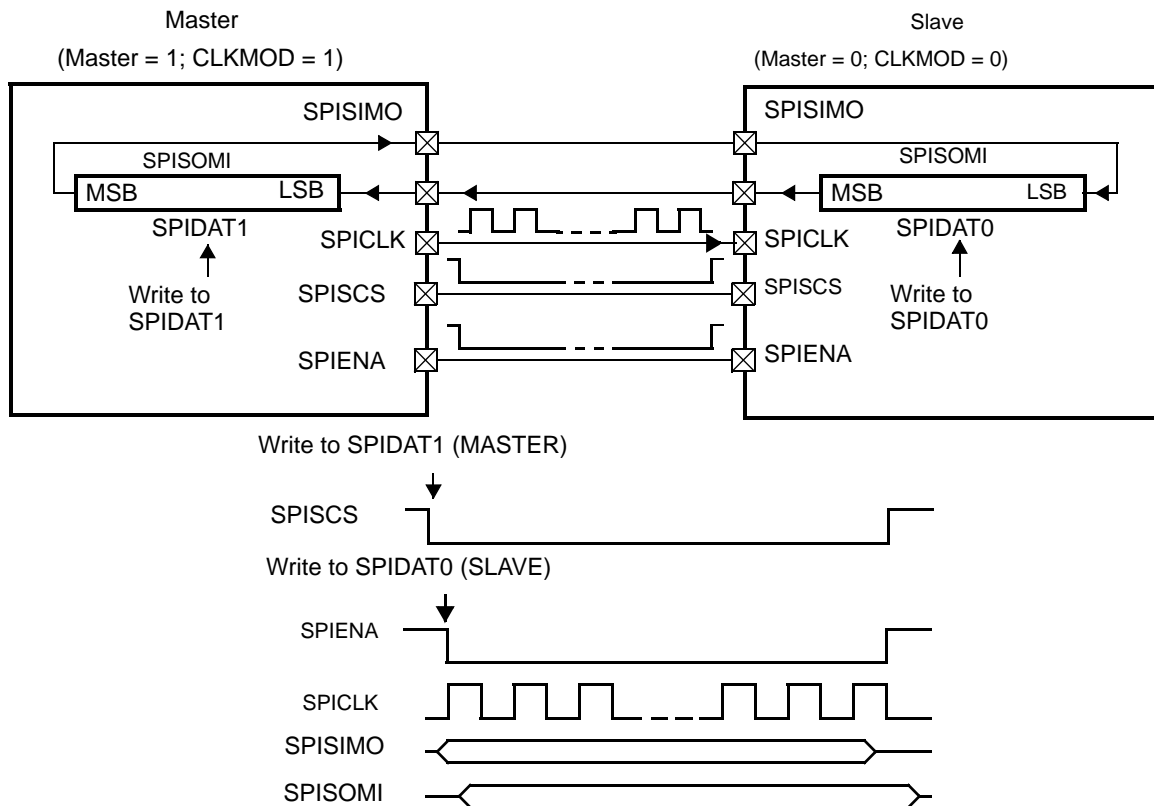 Master
(Master = 1; CLKMOD = 1)
Slave
(Master = 0; CLKMOD = 0)
SPISIMO
SPISIMO
SPISOMI
SPISOMI
MSB LSB
MSB LSB
SPIDAT1
SPIDAT0
SPICLK
SPICLK
Write to
SPIDAT1
SPISCS
SPISCS
Write to
SPIDAT0
SPIENA
SPIENA
Write to SPIDAT1 (MASTER)
SPISCS
Write to SPIDAT0 (SLAVE)
SPIENA
SPICLK
SPISIMO
SPISOMI